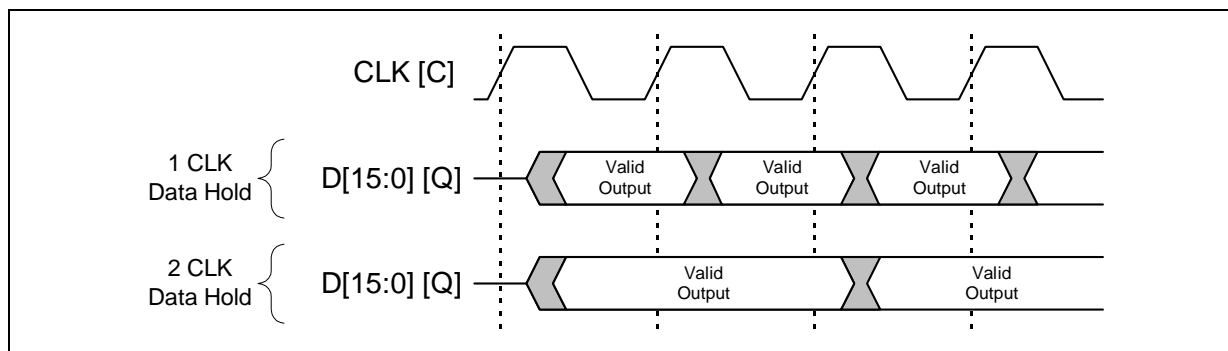 CLK [C]
1 CLK
Data Hold
D[15:0] [Q]
Valid
Output
Valid
Output
Valid
Output
2 CLK
Data Hold
D[15:0] [Q]
Valid
Output
Valid
Output